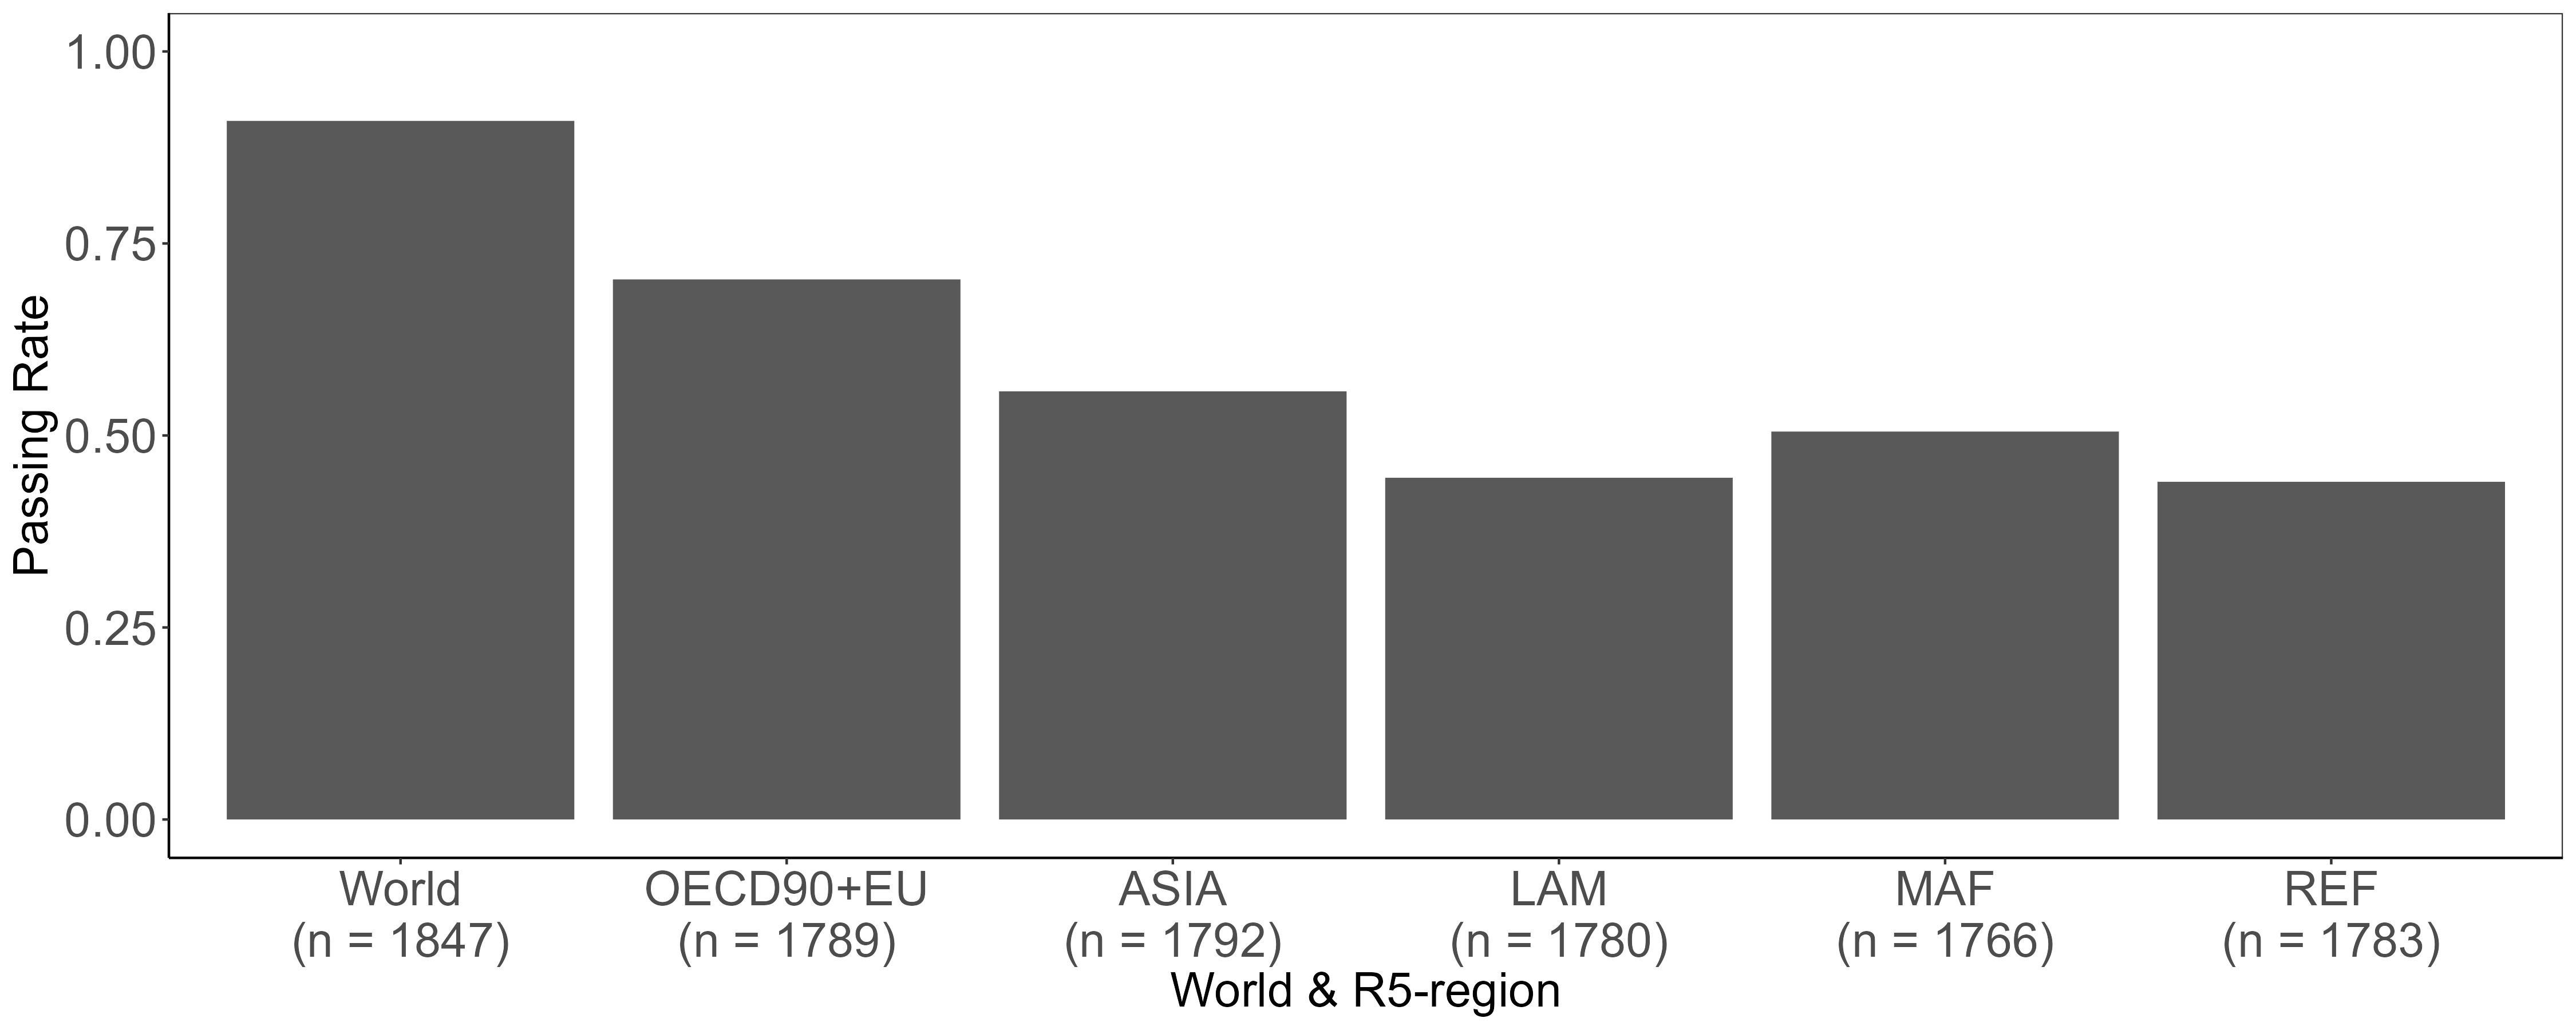 Passing Rate
1.00
0.75
0.50
0.25
0.00
World
(n = 1847)
OECD90+EU
(n = 1789)
ASIA
(n = 1792)
LAM
(n = 1780)
MAF
(n = 1766)
REF
(n = 1783)
World & R5-region